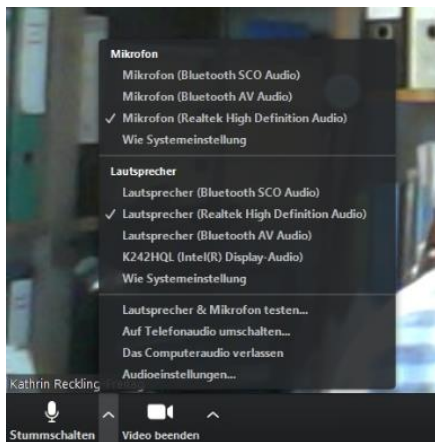 Mikrofon
Mikrofon (Bluetooth SCO Audio)
Mikrofon (Bluetooth AV Audio)
✓ Mikrofon (Realtek High Definition Audio)
Wie Systemeinstellung
Lautsprecher
Lautsprecher (Bluetooth SCO Audio)
✓ Lautsprecher (Realtek High Definition Audio)
Lautsprecher (Bluetooth AV Audio)
K242HQL (Intel(R) Display-Audio)
Wie Systemeinstellung
Lautsprecher & Mikrofon testen...
Auf Telefonaudio umschalten...
Das Computeraudio verlassen
Audioeinstellungen...
Kathrin Reckling-Freitag
Stummschalten
Video beenden